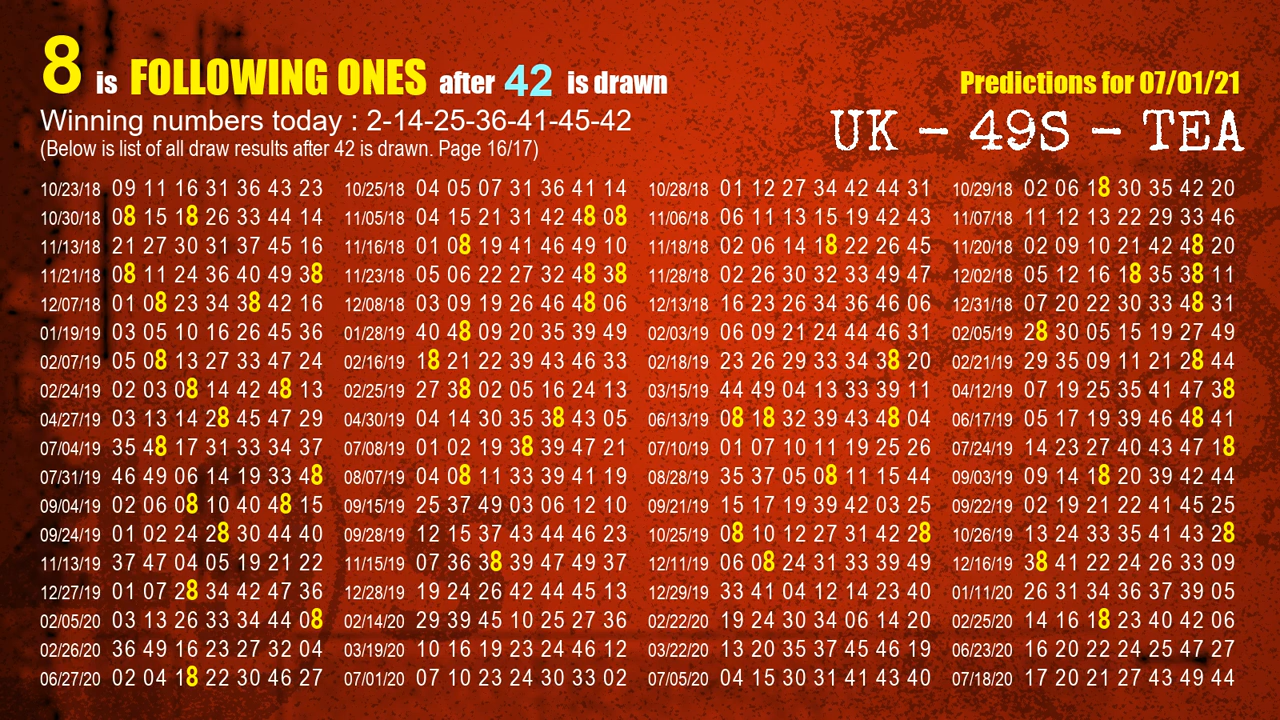 8 is FOLLOWING ONES after 42 is drawn
Predictions for 07/01/21
Winning numbers today : 2-14-25-36-41-45-42
UK - 49S - TEA
(Below is list of all draw results after 42 is drawn. Page 16/17)
10/23/18 09 11 16 31 36 43 23 10/25/18 04 05 07 31 36 41 14 10/28/18 01 12 27 34 42 44 31 10/29/18 02 06 18 30 35 42 20
10/30/18 08 15 18 26 33 44 14 11/05/18 04 15 21 31 42 48 08 11/06/18 06 11 13 15 19 42 43 11/07/18 11 12 13 22 29 33 46
11/13/18 21 27 30 31 37 45 16 11/16/18 01 08 19 41 46 49 10 11/18/18 02 06 14 18 22 26 45 11/20/18 02 09 10 21 42 48 20
11/21/18 08 11 24 36 40 49 38 11/23/18 05 06 22 27 32 48 38 11/28/18 02 26 30 32 33 49 47 12/02/18 05 12 16 18 35 38 11
12/07/18 01 08 23 34 38 42 16 12/08/18 03 09 19 26 46 48 06 12/13/18 16 23 26 34 36 46 06 12/31/18 07 20 22 30 33 48 31
01/19/19 03 05 10 16 26 45 36 01/28/19 40 48 09 20 35 39 49 02/03/19 06 09 21 24 44 46 31 02/05/19 28 30 05 15 19 27 49
02/07/19 05 08 13 27 33 47 24 02/16/19 18 21 22 39 43 46 33 02/18/19 23 26 29 33 34 38 20 02/21/19 29 35 09 11 21 28 44
02/24/19 02 03 08 14 42 48 13 02/25/19 27 38 02 05 16 24 13 03/15/19 44 49 04 13 33 39 11 04/12/19 07 19 25 35 41 47 38
04/27/19 03 13 14 28 45 47 29 04/30/19 04 14 30 35 38 43 05 06/13/19 08 18 32 39 43 48 04 06/17/19 05 17 19 39 46 48 41
07/04/19 35 48 17 31 33 34 37 07/08/19 01 02 19 38 39 47 21 07/10/19 01 07 10 11 19 25 26 07/24/19 14 23 27 40 43 47 18
07/31/19 46 49 06 14 19 33 48 08/07/19 04 08 11 33 39 41 19 08/28/19 35 37 05 08 11 15 44 09/03/19 09 14 18 20 39 42 44
09/04/19 02 06 08 10 40 48 15 09/15/19 25 37 49 03 06 12 10 09/21/19 15 17 19 39 42 03 25 09/22/19 02 19 21 22 41 45 25
09/24/19 01 02 24 28 30 44 40 09/28/19 12 15 37 43 44 46 23 10/25/19 08 10 12 27 31 42 28 10/26/19 13 24 33 35 41 43 28
11/13/19 37 47 04 05 19 21 22 11/15/19 07 36 38 39 47 49 37 12/11/19 06 08 24 31 33 39 49 12/16/19 38 41 22 24 26 33 09
12/27/19 01 07 28 34 42 47 36 12/28/19 19 24 26 42 44 45 13 12/29/19 33 41 04 12 14 23 40 01/11/20 26 31 34 36 37 39 05
02/05/20 03 13 26 33 34 44 08 02/14/20 29 39 45 10 25 27 36 02/22/20 19 24 30 34 06 14 20 02/25/20 14 16 18 23 40 42 06
02/26/20 36 49 16 23 27 32 04 03/19/20 10 16 19 23 24 46 12 03/22/20 13 20 35 37 45 46 19 06/23/20 16 20 22 25 47 27
06/27/20 02 04 18 22 30 46 27 07/01/20 07 10 23 24 30 33 02 07/05/20 04 15 30 31 41 43 40 07/18/20 17 20 21 27 43 49 44